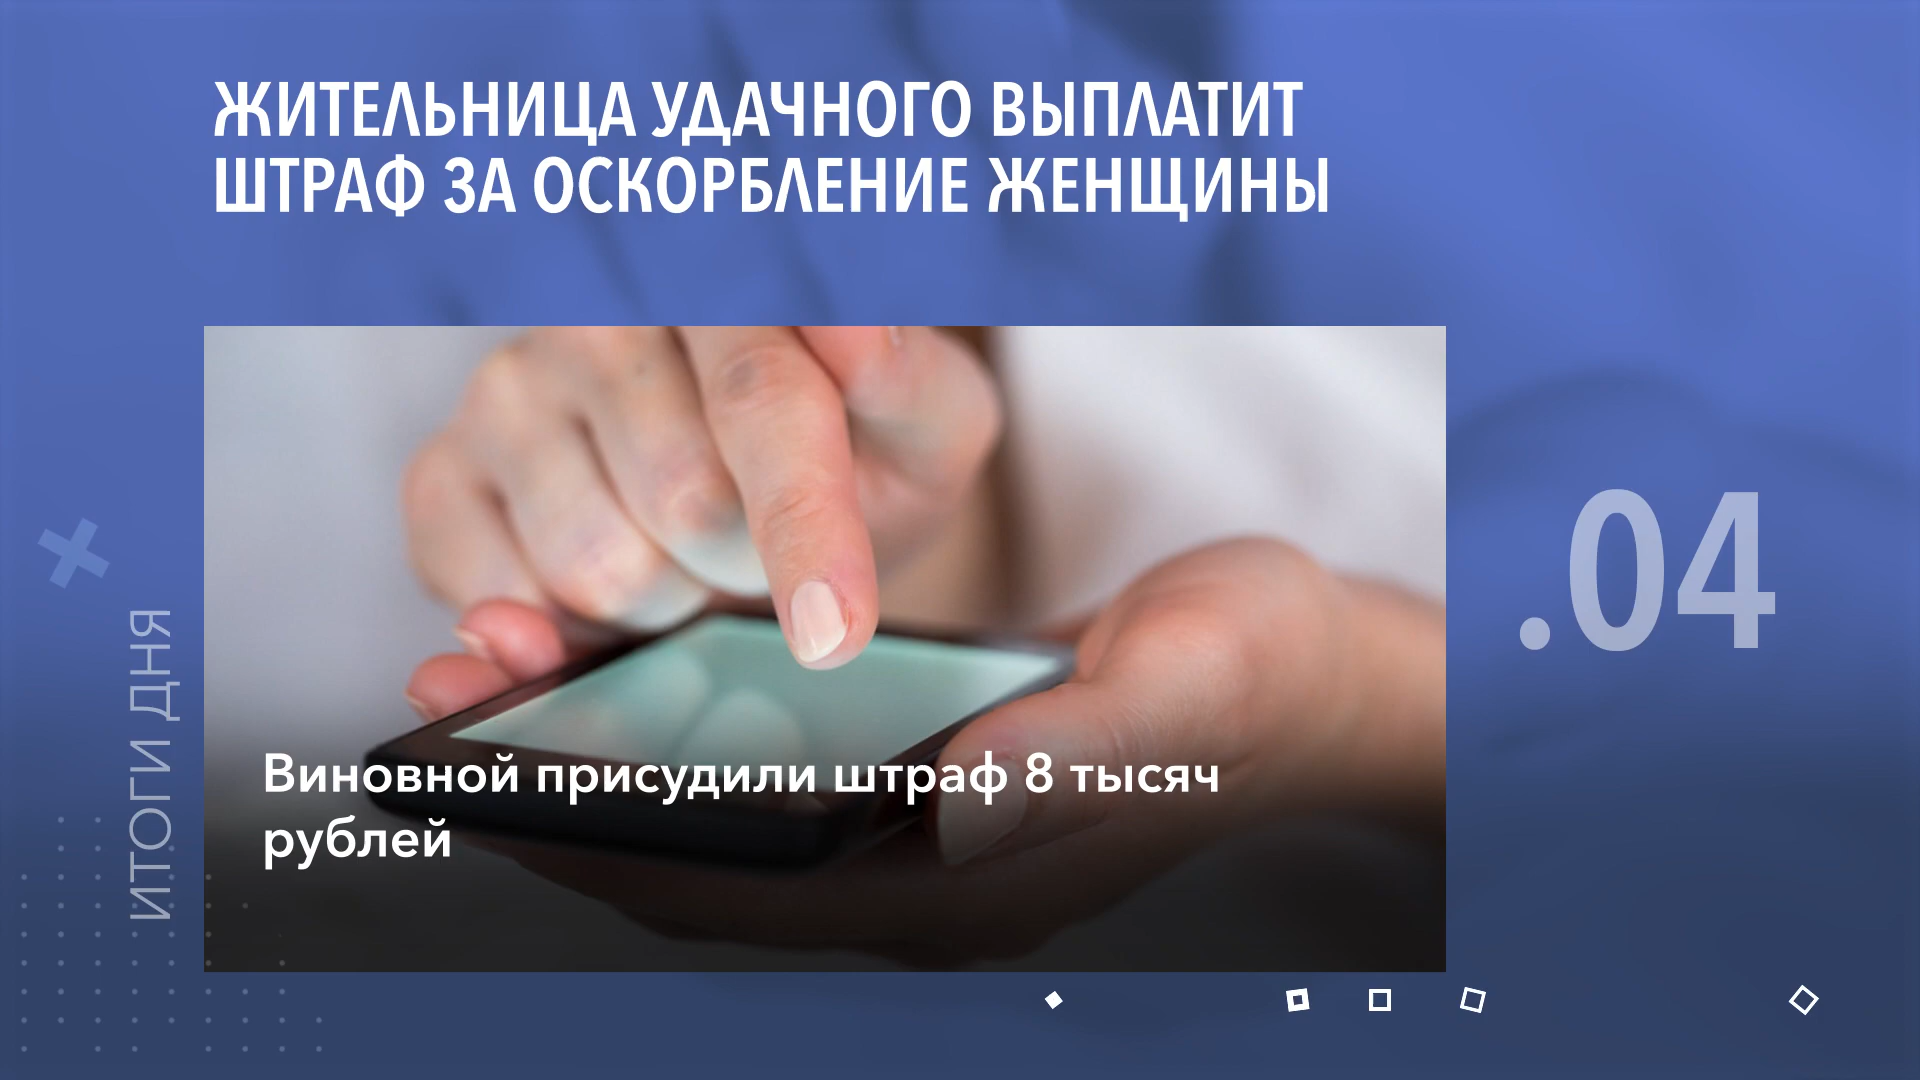 ЖИТЕЛЬНИЦА УДАЧНОГО ВЫПЛАТИТ
ШТРАФ ЗА ОСКОРБЛЕНИЕ ЖЕНЩИНЫ
Виновной присудили штраф 8 тысяч
рублей
.04
ИТОГИ ДНЯ